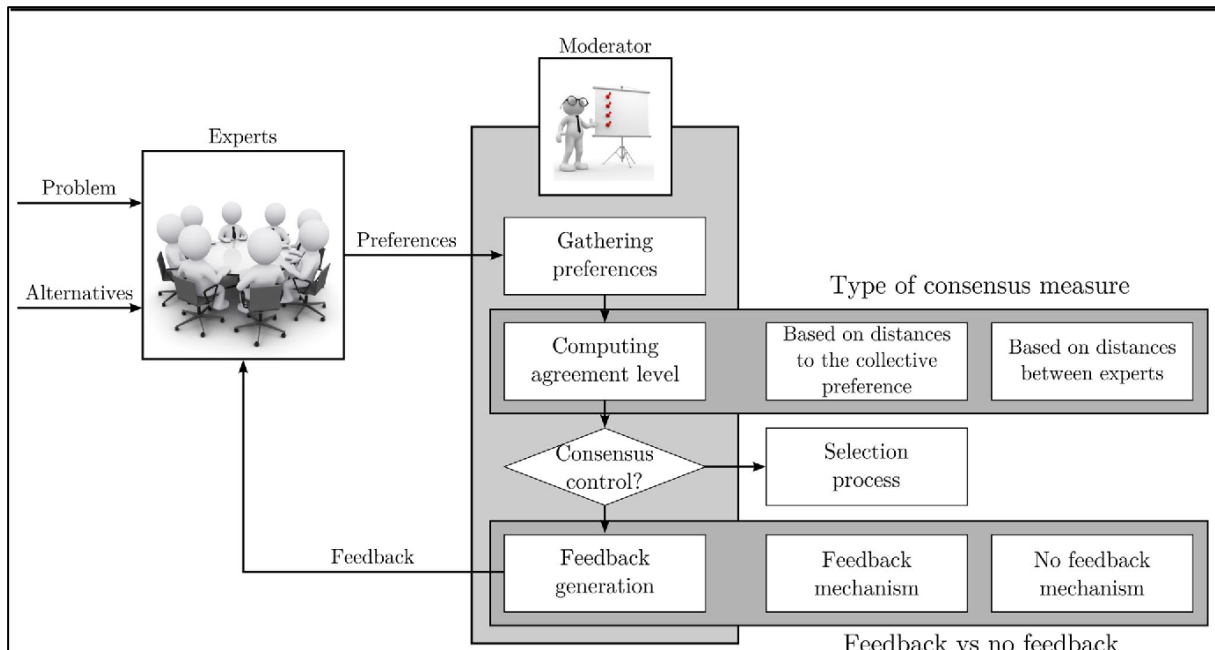 Moderator
Experts
Problem
Alternatives
Preferences
Gathering
preferences
Type of consensus measure
Computing
agreement level
Based on distances
to the collective
preference
Based on distances
between experts
Consensus
control?
Selection
process
Feedback
Feedback
generation
Feedback
mechanism
No feedback
mechanism
Feedback vs no feedback